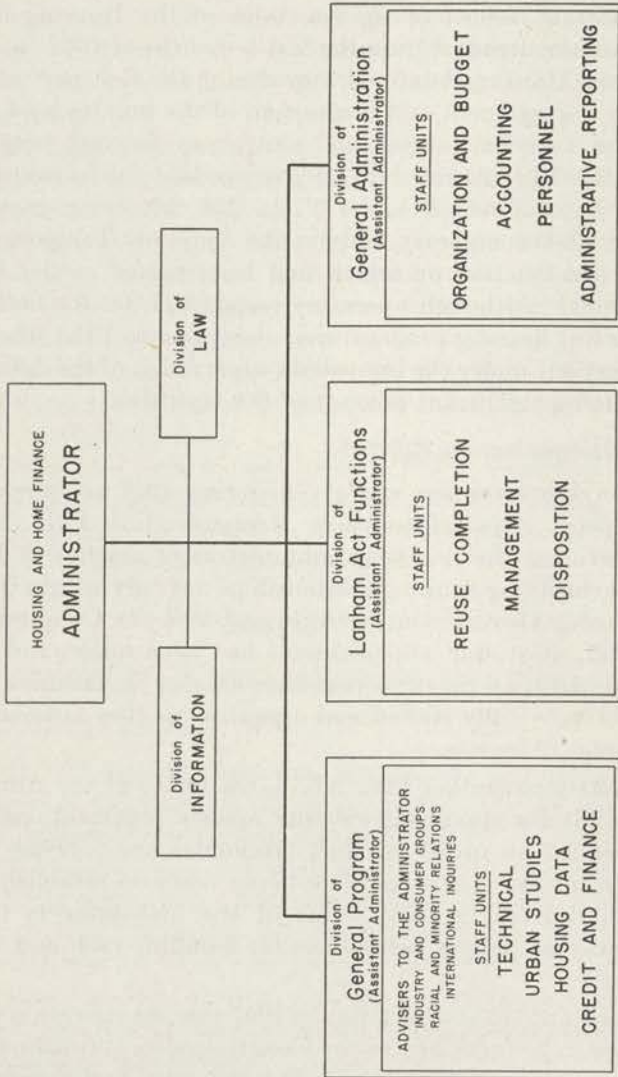 HOUSING AND HOME FINANCE
ADMINISTRATOR
Division of
INFORMATION
Division of
LAW
Division of
General Program
(Assistant Administrator)
ADVISERS TO THE ADMINISTRATOR:
INDUSTRY AND CONSUMER GROUPS
RACIAL AND MINORITY RELATIONS
INTERNATIONAL INQUIRIES
STAFF UNITS
TECHNICAL
URBAN STUDIES
HOUSING DATA
CREDIT AND FINANCE
Division of
Lanham Act Functions
(Assistant Administrator)
STAFF UNITS
REUSE COMPLETION
MANAGEMENT
DISPOSITION
Division of
General Administration
(Assistant Administrator)
STAFF UNITS
ORGANIZATION AND BUDGET
ACCOUNTING
PERSONNEL
ADMINISTRATIVE REPORTING